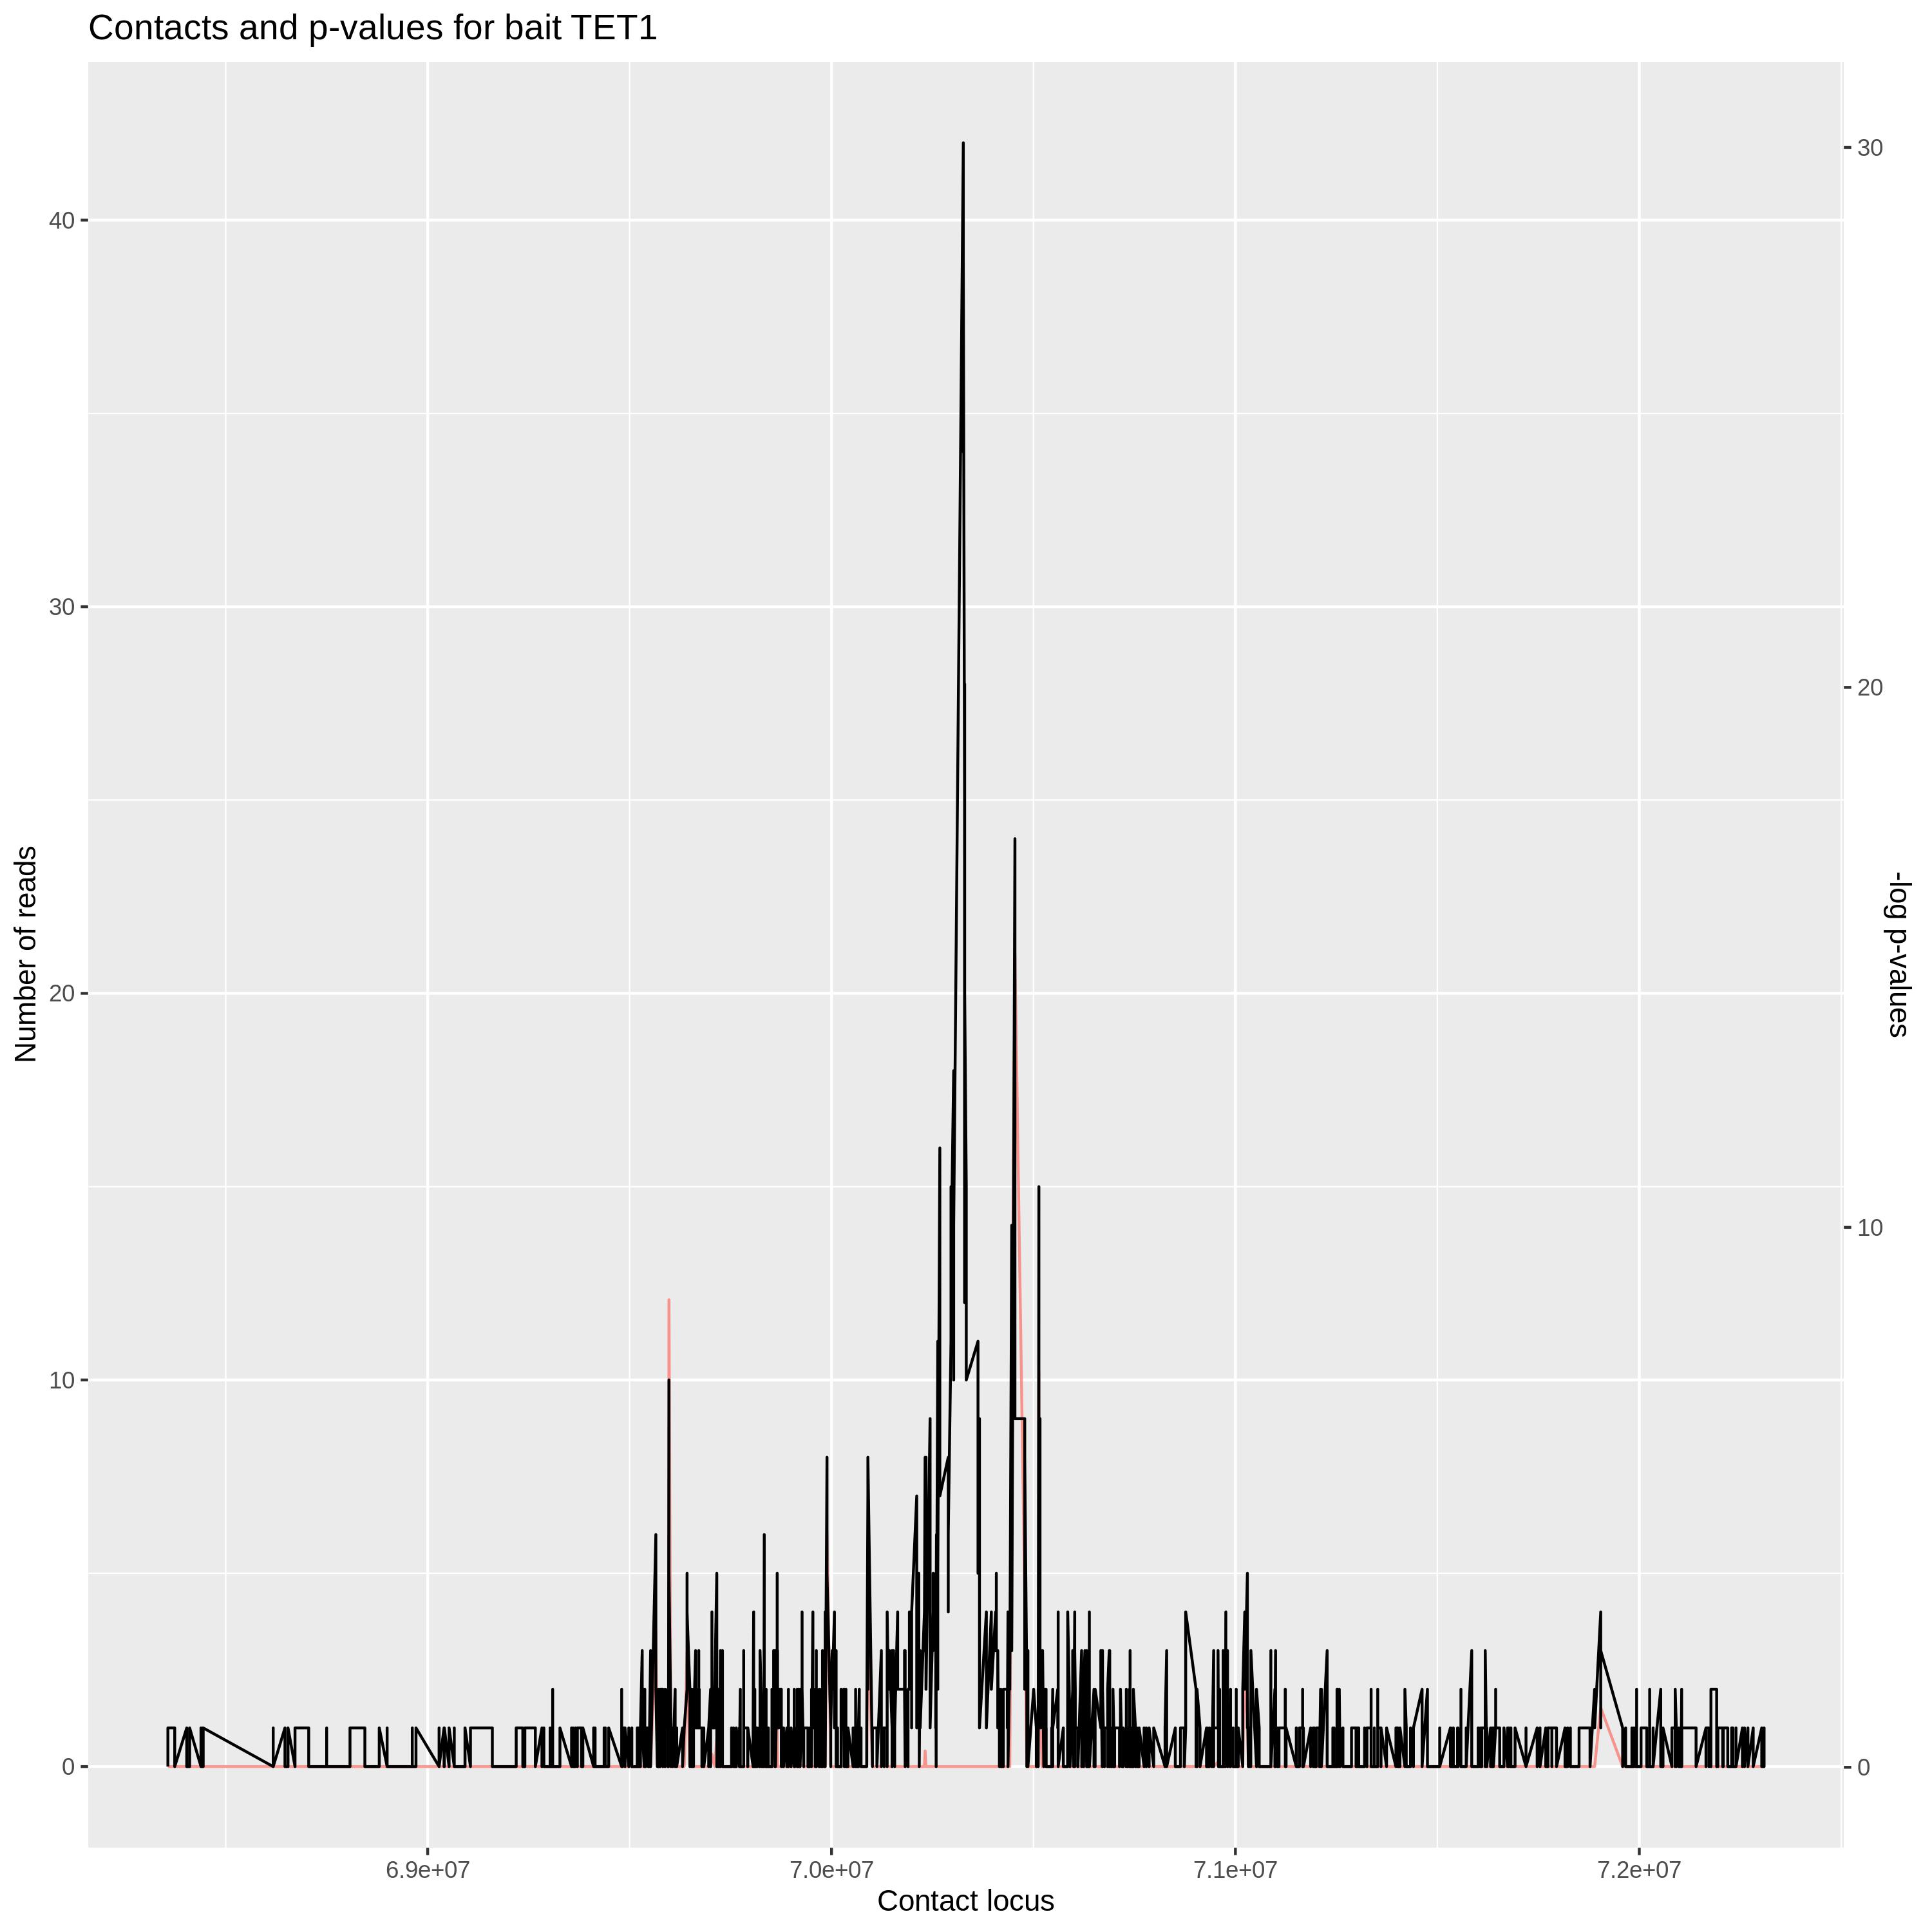 Contacts and p-values for bait TET1
Number of reads
40
30
20
10
0
30
20
10
0
-log p-values
6.9e+07
7.0e+07
7.1e+07
7.2e+07
Contact locus